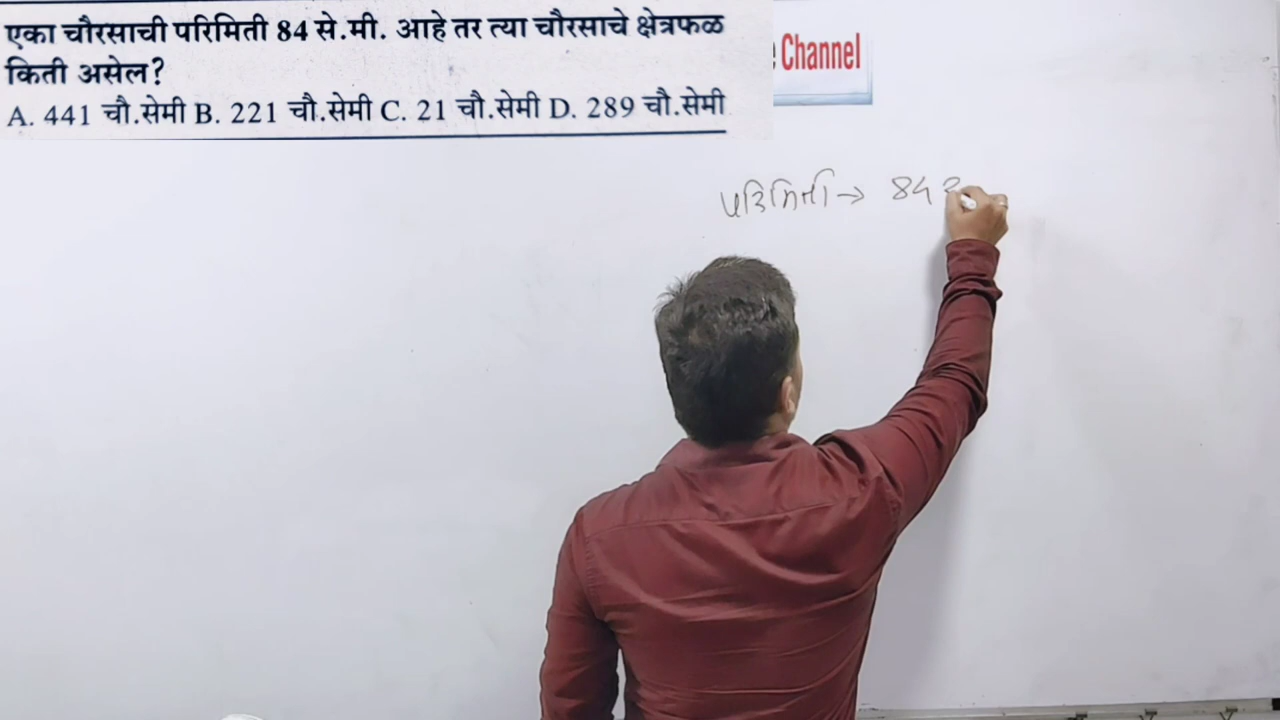 एका चौरसाची परिमिती 84 से.मी. आहे तर त्या चौरसाचे क्षेत्रफळ
किती असेल?
A. 441 चौ.सेमी B. 221 चौ.सेमी C. 21 चौ.सेमी D. 289 चौ.सेमी
Channel
परिमिती → 84